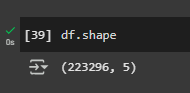 [39] df.shape
0s
(223296, 5)